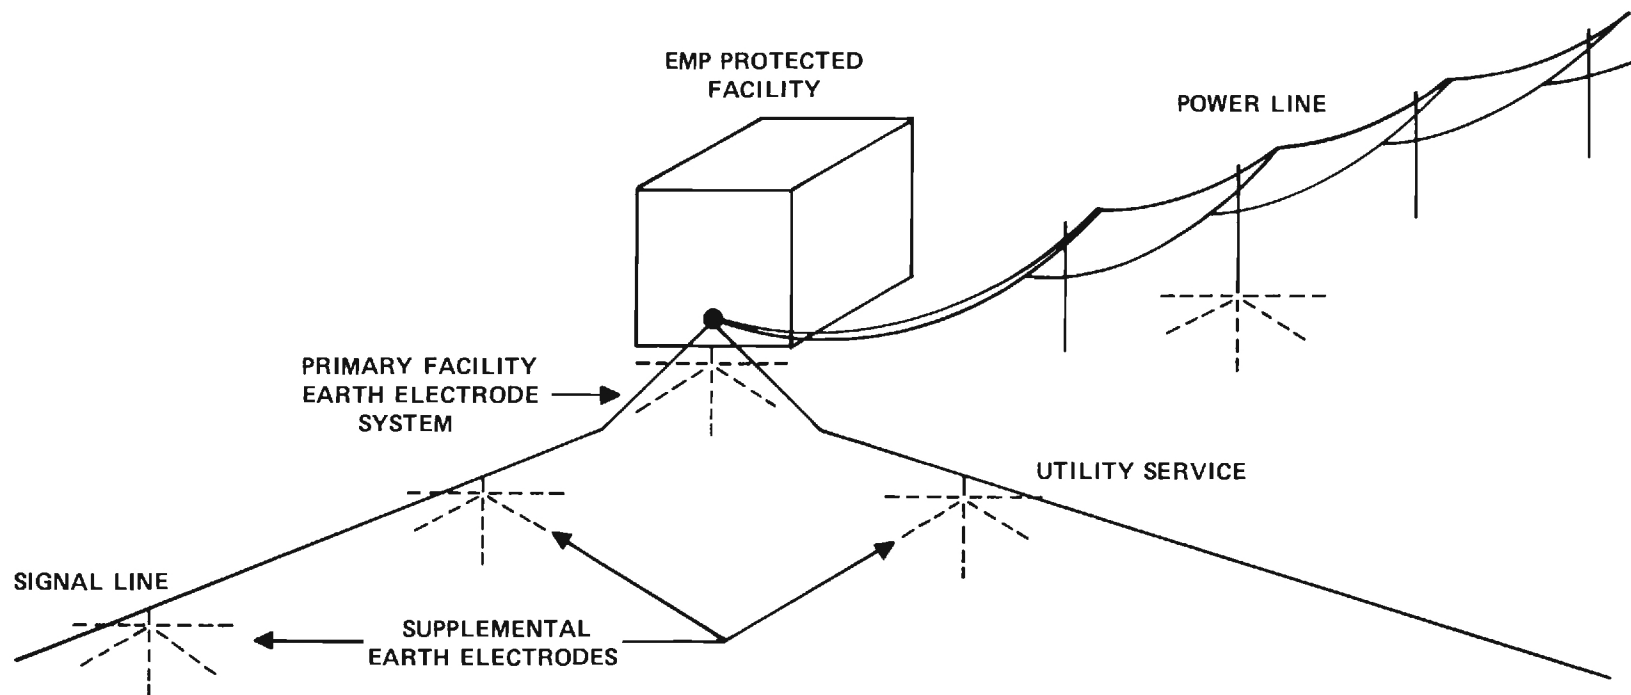 EMP PROTECTED
FACILITY
POWER LINE
PRIMARY FACILITY
EARTH ELECTRODE
SYSTEM
UTILITY SERVICE
SIGNAL LINE
SUPPLEMENTAL
EARTH ELECTRODES